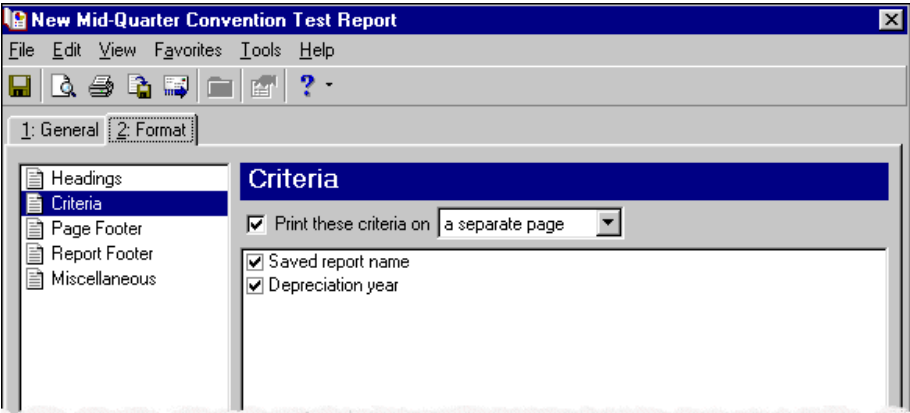 New Mid-Quarter Convention Test Report
File Edit View Favorites Tools Help
?
1: General 2: Format
Headings
Criteria
Page Footer
Report Footer
Miscellaneous
Criteria
Print these criteria on a separate page
Saved report name
Depreciation year